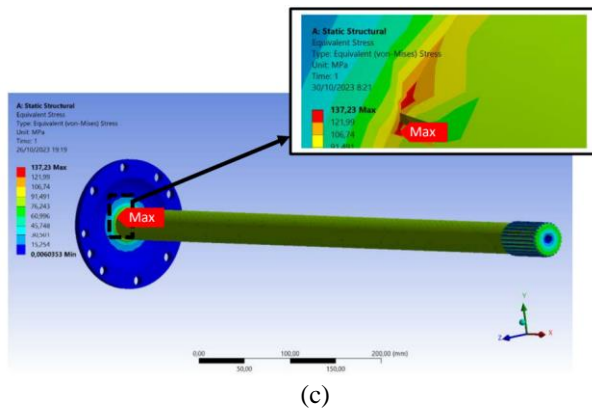 A: Static Structural
Equivalent Stress
Type: Equivalent (von-Mises) Stress
Unit: MPa
Time: 1
30/10/2023 8:21
137,23 Max
121,99
106,74
91,491
Max
A: Static Structural
Equivalent Stress
Type: Equivalent (von-Mises) Stress
Unit: MPa
Time: 1
26/10/2023 19:19
137,23 Max
121,99
106,74
91,491
76,243
60,996
45,748
30,501
15,254
0,0060353 Min
Max
Y
X
Z
0,00 100,00 200,00 (mm)
50,00 150,00
(c)